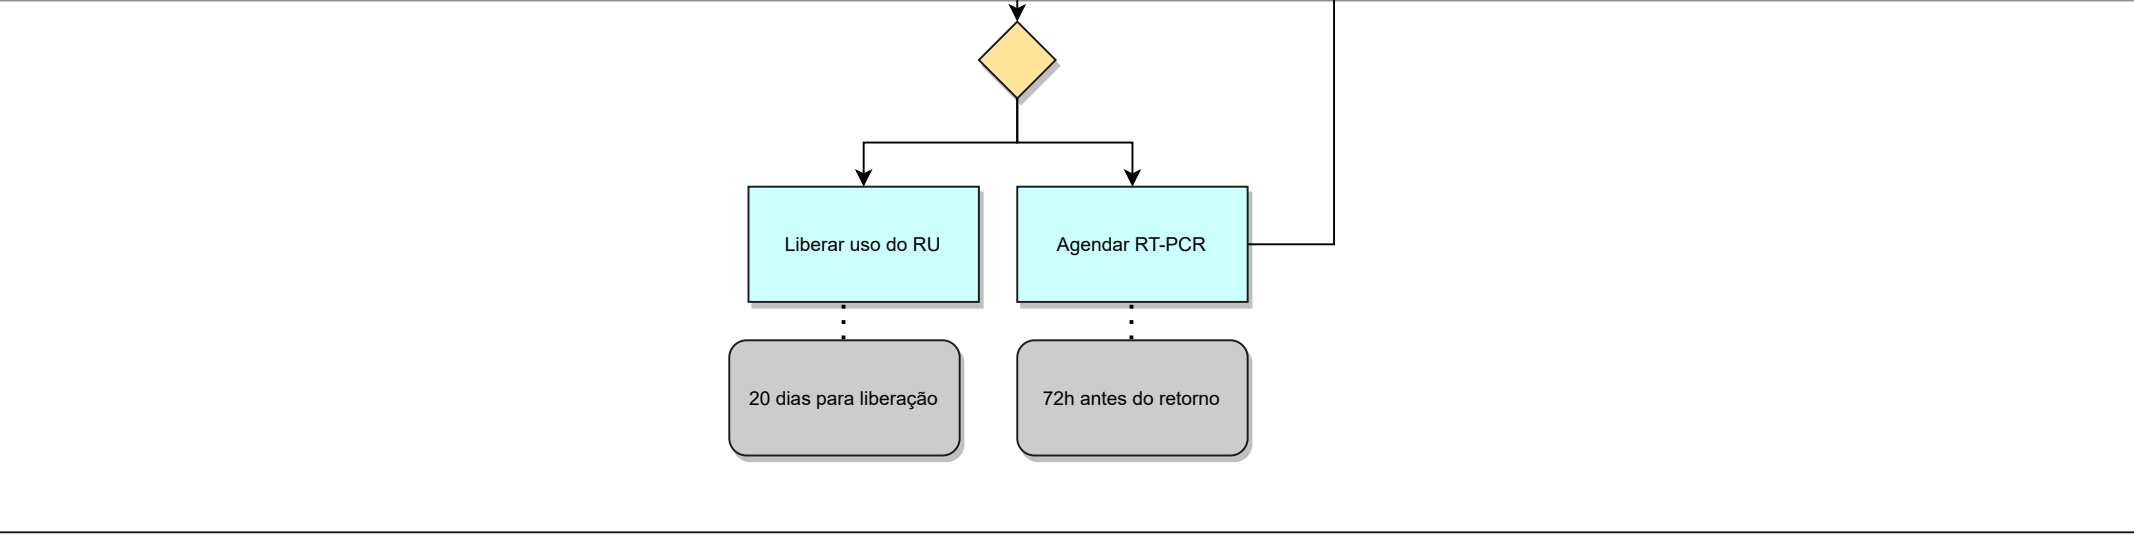 Liberar uso do RU
Agendar RT-PCR
20 dias para liberação
72h antes do retorno